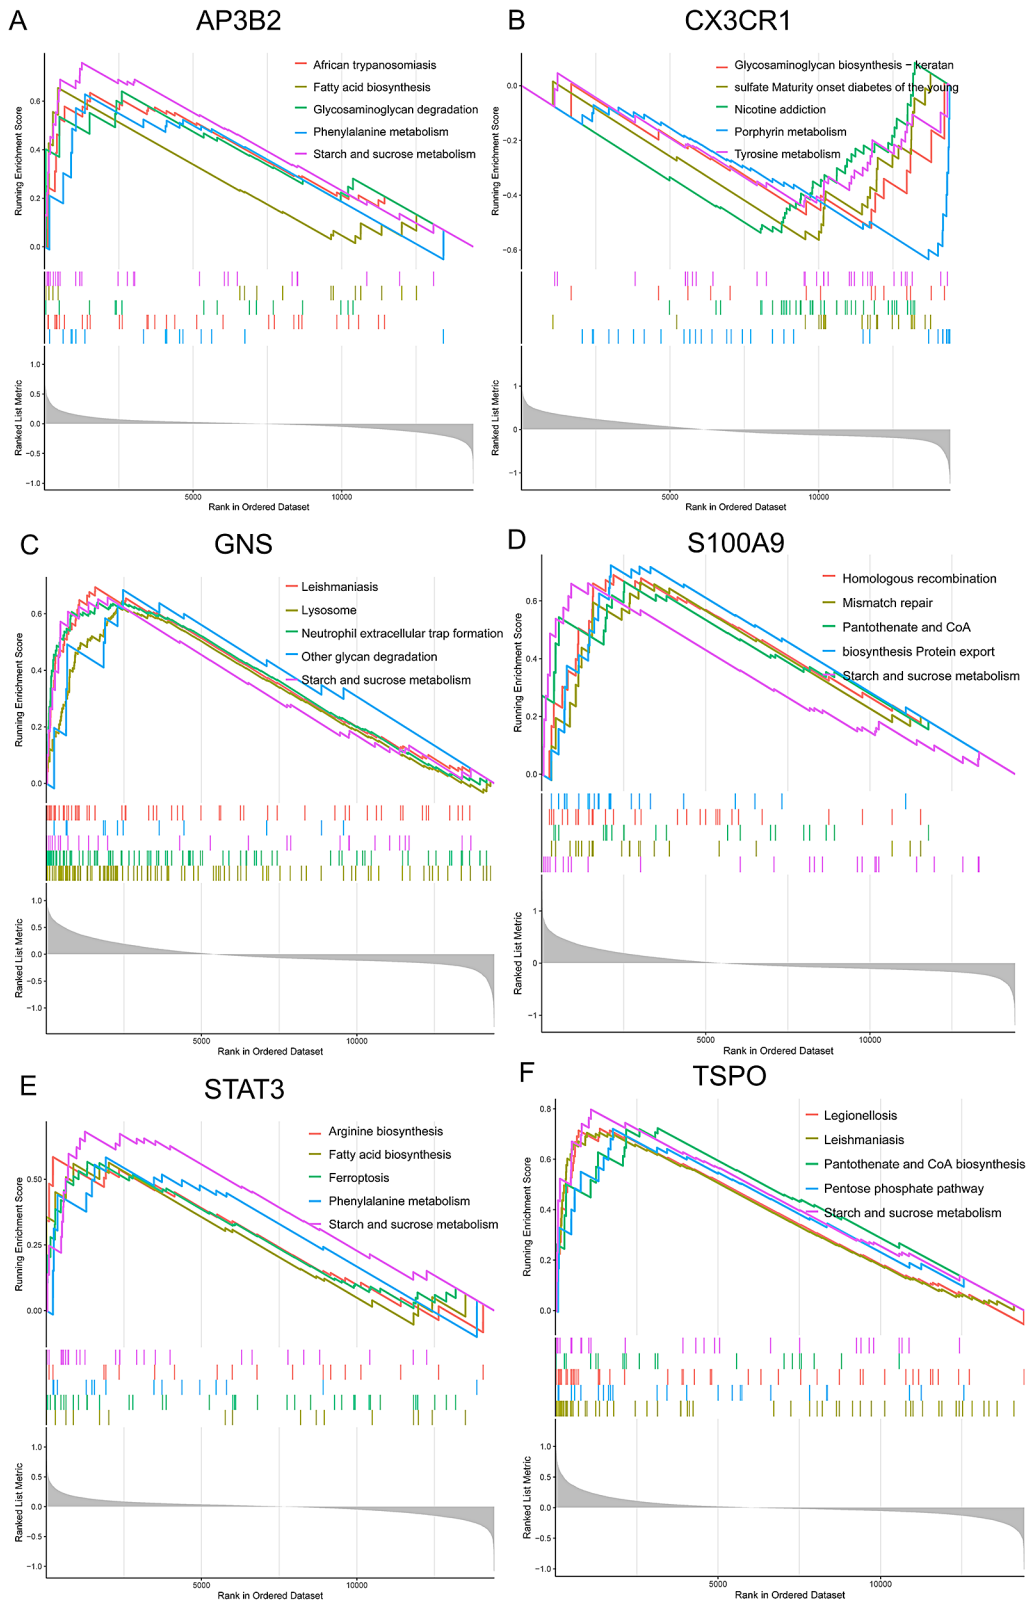 A
AP3B2
African trypanosomiasis
Fatty acid biosynthesis
Glycosaminoglycan degradation
Phenylalanine metabolism
Starch and sucrose metabolism
Running Enrichment Score
0.6
0.4
0.2
0.0
Ranked List Metric
1.0
0.5
0.0
−0.5
−1.0
5000
10000
Rank in Ordered Dataset
B
CX3CR1
Glycosaminoglycan biosynthesis − keratan
sulfate Maturity onset diabetes of the young
Nicotine addiction
Porphyrin metabolism
Tyrosine metabolism
Running Enrichment Score
0.0
−0.2
−0.4
−0.6
Ranked List Metric
1
0
−1
5000
10000
Rank in Ordered Dataset
C
GNS
Leishmaniasis
Lysosome
Neutrophil extracellular trap formation
Other glycan degradation
Starch and sucrose metabolism
Running Enrichment Score
0.6
0.4
0.2
0.0
Ranked List Metric
1.0
0.5
0.0
−0.5
−1.0
5000
10000
Rank in Ordered Dataset
D
S100A9
Homologous recombination
Mismatch repair
Pantothenate and CoA
biosynthesis Protein export
Starch and sucrose metabolism
Running Enrichment Score
0.6
0.4
0.2
0.0
Ranked List Metric
1
0
−1
5000
10000
Rank in Ordered Dataset
E
STAT3
Arginine biosynthesis
Fatty acid biosynthesis
Ferroptosis
Phenylalanine metabolism
Starch and sucrose metabolism
Running Enrichment Score
0.50
0.25
0.00
Ranked List Metric
1.0
0.5
0.0
−0.5
−1.0
5000
10000
Rank in Ordered Dataset
F
TSPO
Legionellosis
Leishmaniasis
Pantothenate and CoA biosynthesis
Pentose phosphate pathway
Starch and sucrose metabolism
Running Enrichment Score
0.8
0.6
0.4
0.2
0.0
Ranked List Metric
1.0
0.5
0.0
−0.5
−1.0
5000
10000
Rank in Ordered Dataset